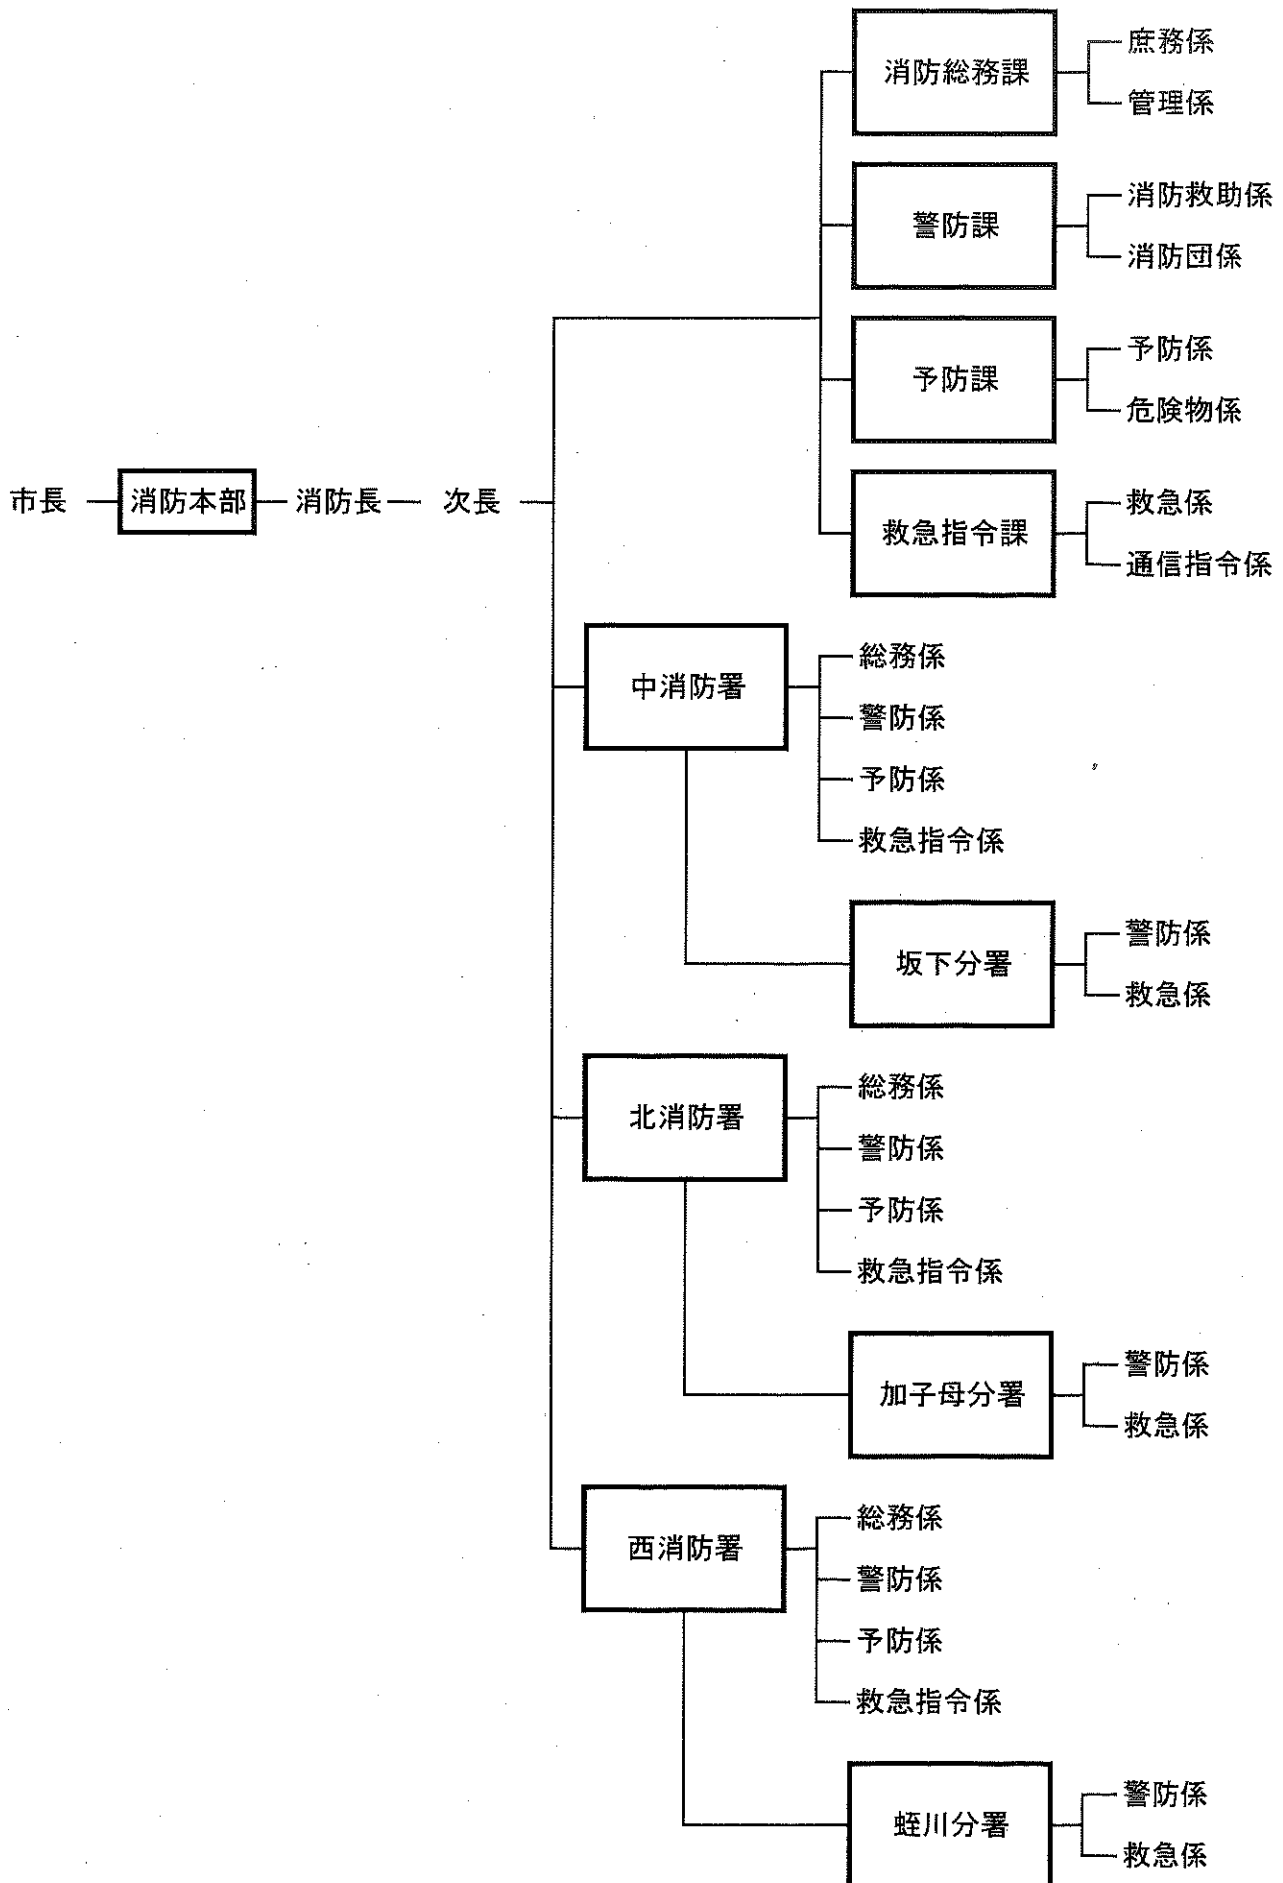 市長
消防本部
消防長
次長
消防総務課
庶務係
管理係
警防課
消防救助係
消防団係
予防課
予防係
危険物係
救急指令課
救急係
通信指令係
中消防署
総務係
警防係
予防係
救急指令係
坂下分署
警防係
救急係
北消防署
総務係
警防係
予防係
救急指令係
加子母分署
警防係
救急係
西消防署
総務係
警防係
予防係
救急指令係
蛭川分署
警防係
救急係